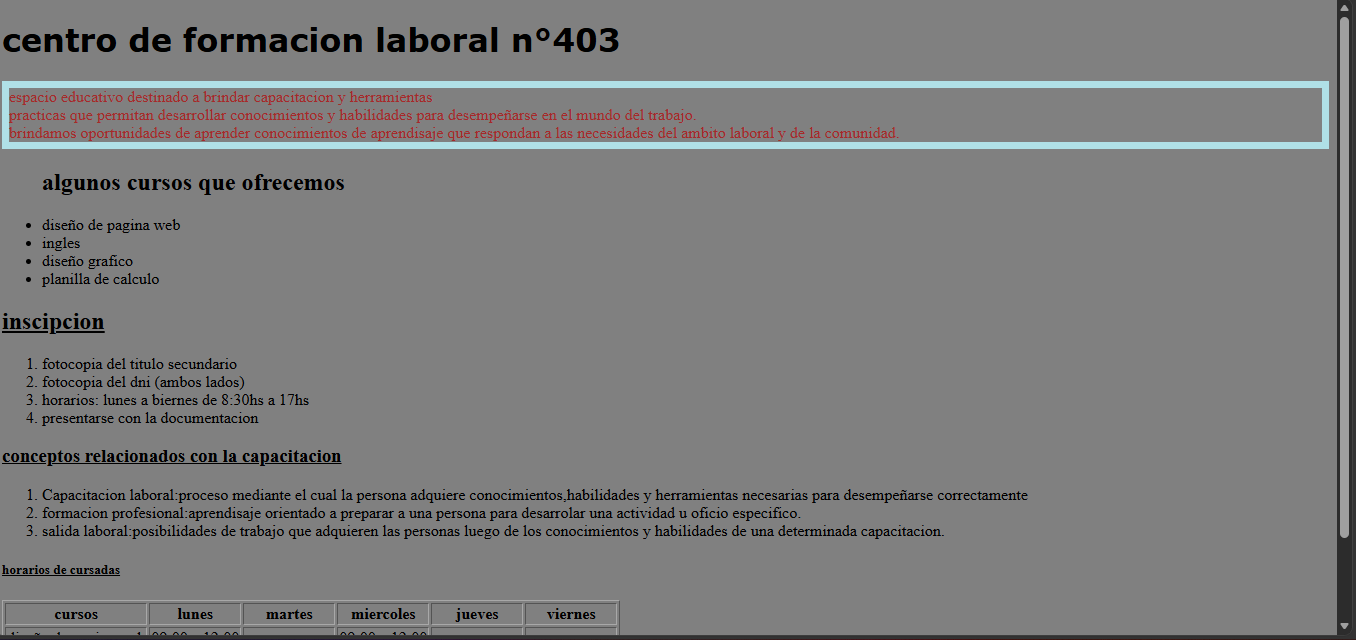 centro de formacion laboral n°403
espacio educativo destinado a brindar capacitacion y herramientas
practicas que permitan desarrollar conocimientos y habilidades para desempeñarse en el mundo del trabajo.
brindamos oportunidades de aprender conocimientos de aprendisaje que respondan a las necesidades del ambito laboral y de la comunidad.
algunos cursos que ofrecemos
• diseño de pagina web
• ingles
• diseño grafico
• planilla de calculo
inscipcion
1. fotocopia del titulo secundario
2. fotocopia del dni (ambos lados)
3. horarios: lunes a biernes de 8:30hs a 17hs
4. presentarse con la documentacion
conceptos relacionados con la capacitacion
1. Capacitacion laboral:proceso mediante el cual la persona adquiere conocimientos,habilidades y herramientas necesarias para desempeñarse correctamente
2. formacion profesional:aprendisaje orientado a preparar a una persona para desarrolar una actividad u oficio especifico.
3. salida laboral:posibilidades de trabajo que adquieren las personas luego de los conocimientos y habilidades de una determinada capacitacion.
horarios de cursadas
cursos lunes martes miercoles jueves viernes